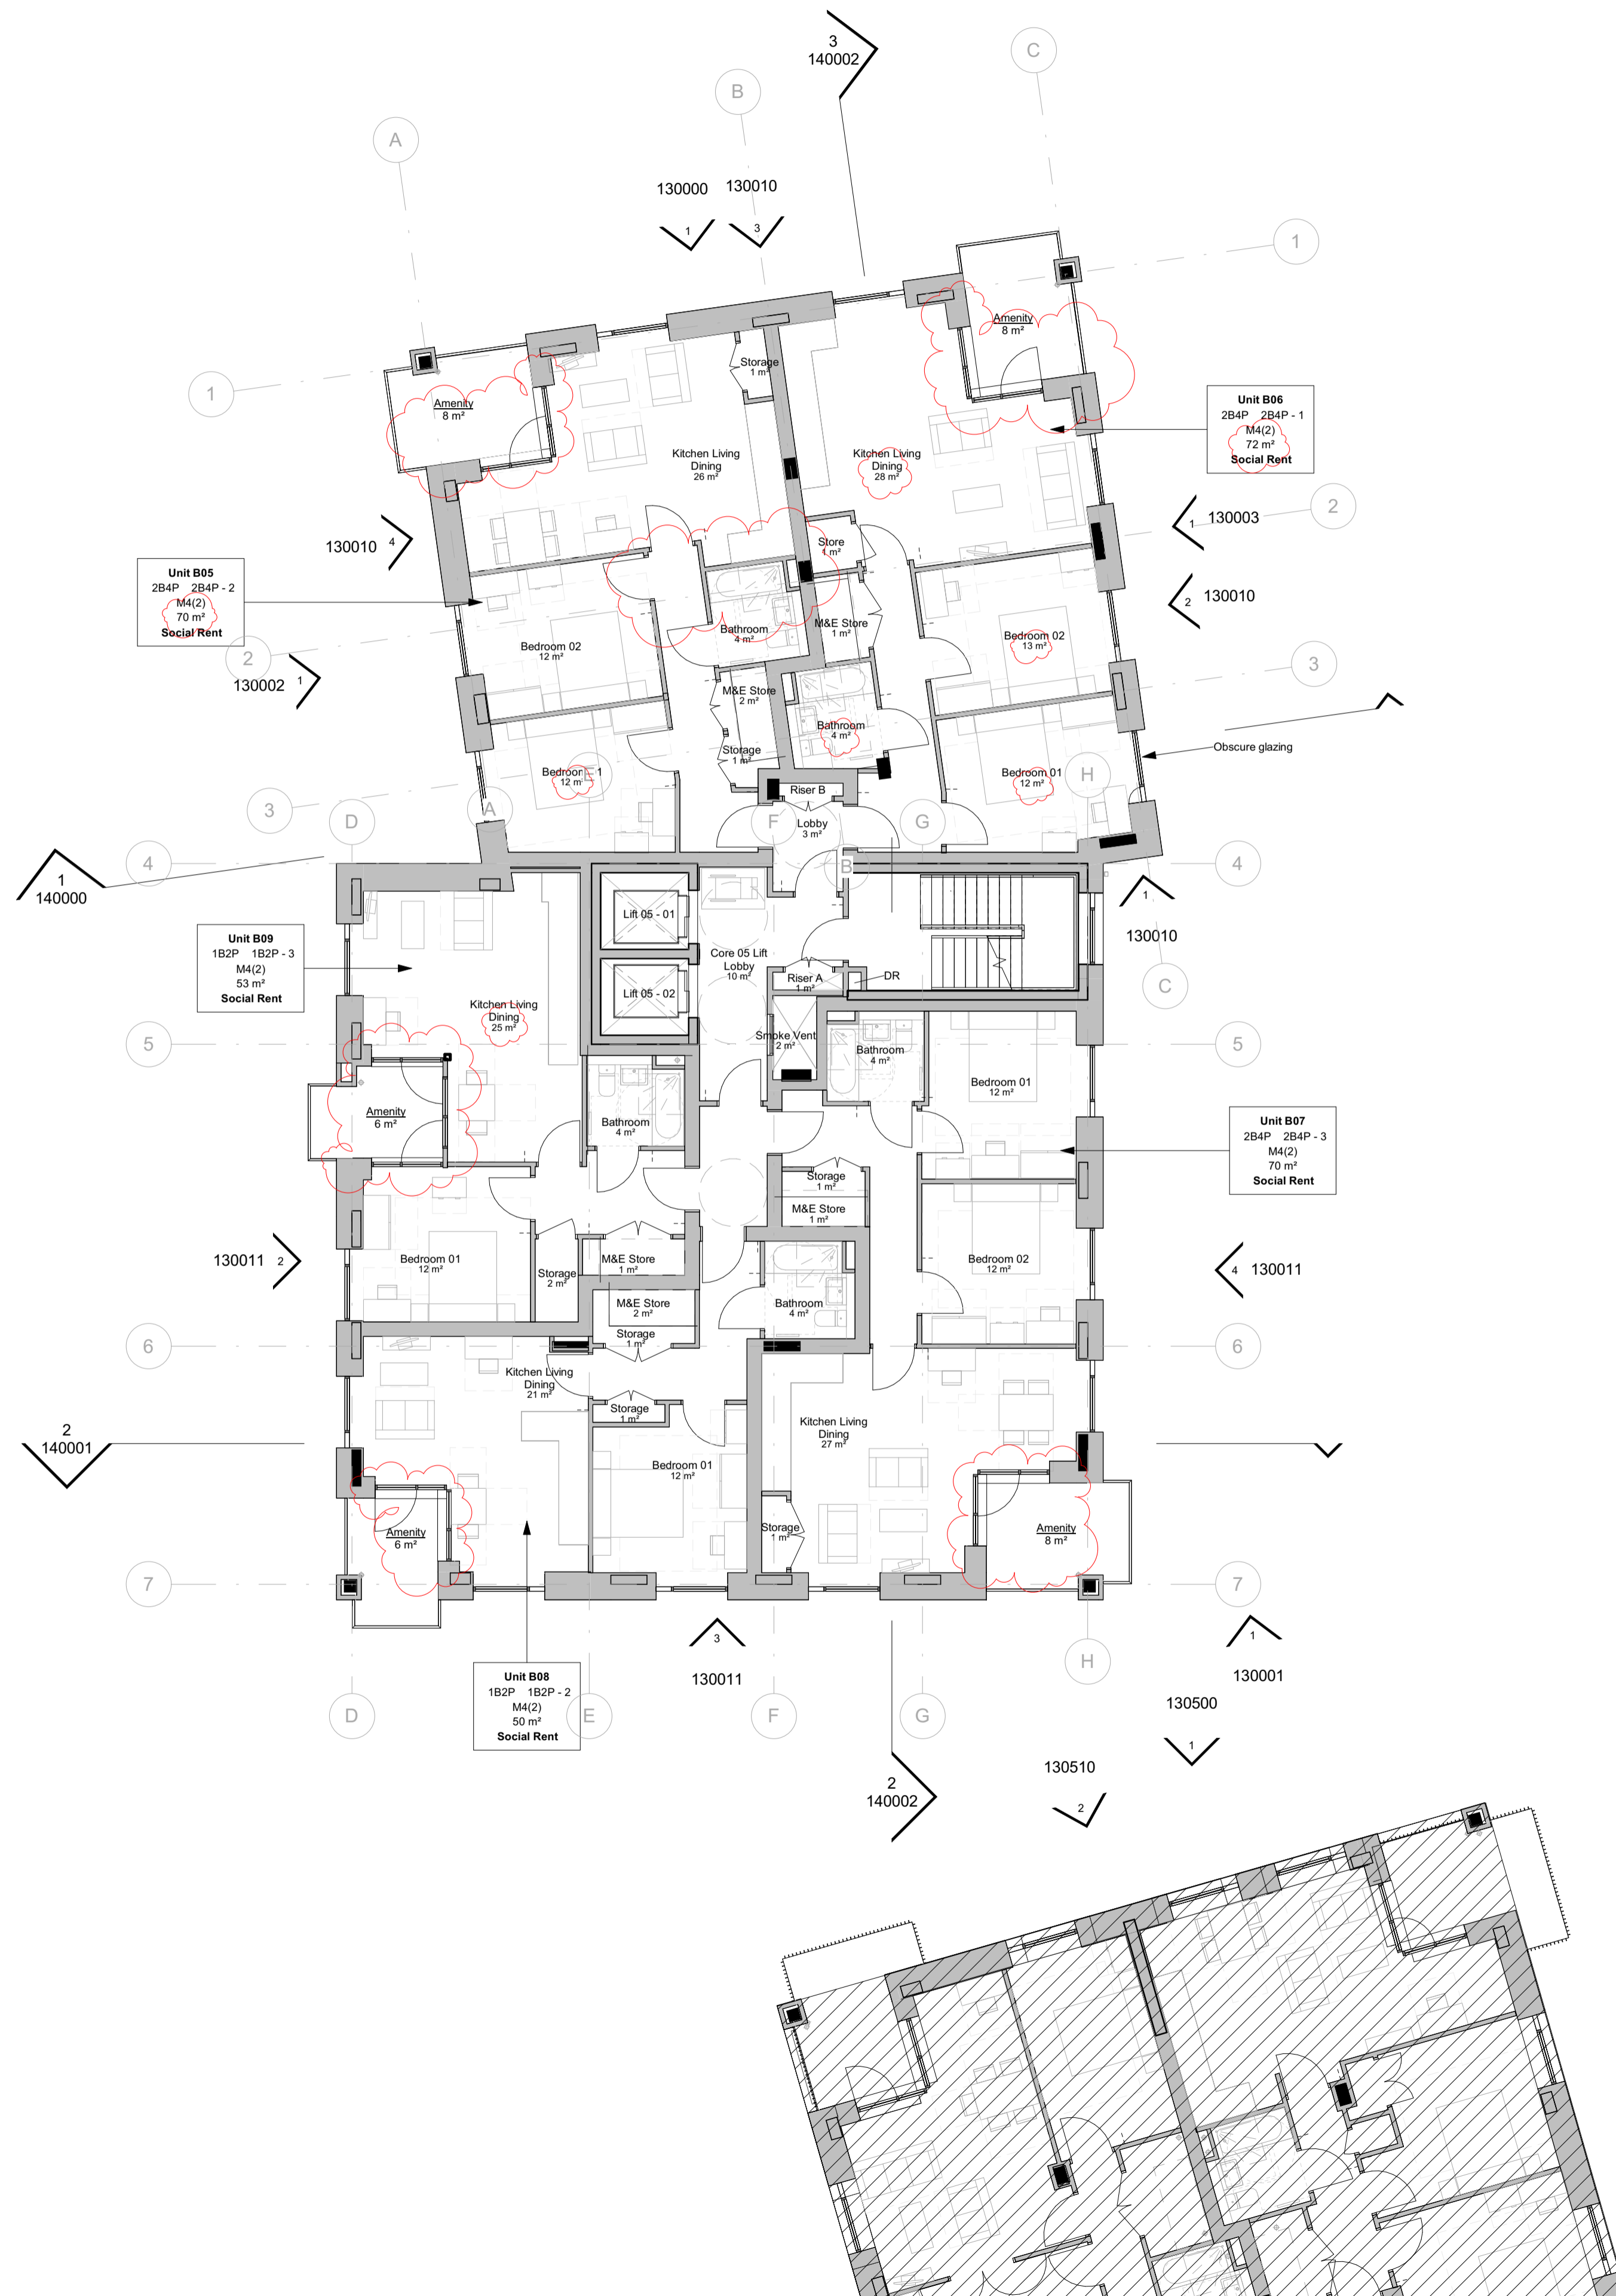 3
140002
C
B
A
130000
130010
1
3
1
1
Amenity
8 m²
Storage
1 m²
Amenity
8 m²
Unit B06
2B4P 2B4P - 1
M4(2)
72 m²
Social Rent
Kitchen Living
Dining
26 m²
Kitchen Living
Dining
28 m²
2
1
130003
130010
4
Store
1 m²
Unit B05
2B4P 2B4P - 2
M4(2)
70 m²
Social Rent
2
130010
M&E Store
1 m²
Bathroom
4 m²
Bedroom 02
13 m²
Bedroom 02
12 m²
2
130002
1
3
M&E Store
2 m²
Bathroom
4 m²
Storage
1 m²
Obscure glazing
Bedroom 01
12 m²
H
Riser B
3
A
D
F
Lobby
3 m²
G
4
B
4
1
140000
1
130010
C
Lift 05 - 01
Unit B09
1B2P 1B2P - 3
M4(2)
53 m²
Social Rent
Core 05 Lift
Lobby
10 m²
Riser A
1 m²
DR
Lift 05 - 02
Kitchen Living
Dining
25 m²
5
Smoke Vent
2 m²
Bathroom
4 m²
5
Bedroom 01
12 m²
Amenity
6 m²
Bathroom
4 m²
Unit B07
2B4P 2B4P - 3
M4(2)
70 m²
Social Rent
Storage
1 m²
M&E Store
1 m²
130011
2
Bedroom 01
12 m²
Storage
2 m²
M&E Store
1 m²
Bedroom 02
12 m²
4
130011
M&E Store
2 m²
Bathroom
4 m²
Storage
1 m²
6
6
Kitchen Living
Dining
21 m²
Storage
1 m²
Kitchen Living
Dining
27 m²
2
140001
Bedroom 01
12 m²
Storage
1 m²
Amenity
6 m²
Amenity
8 m²
7
7
3
130011
1
130001
H
Unit B08
1B2P 1B2P - 2
M4(2)
50 m²
Social Rent
D
E
F
G
130500
1
130510
2
2
140002